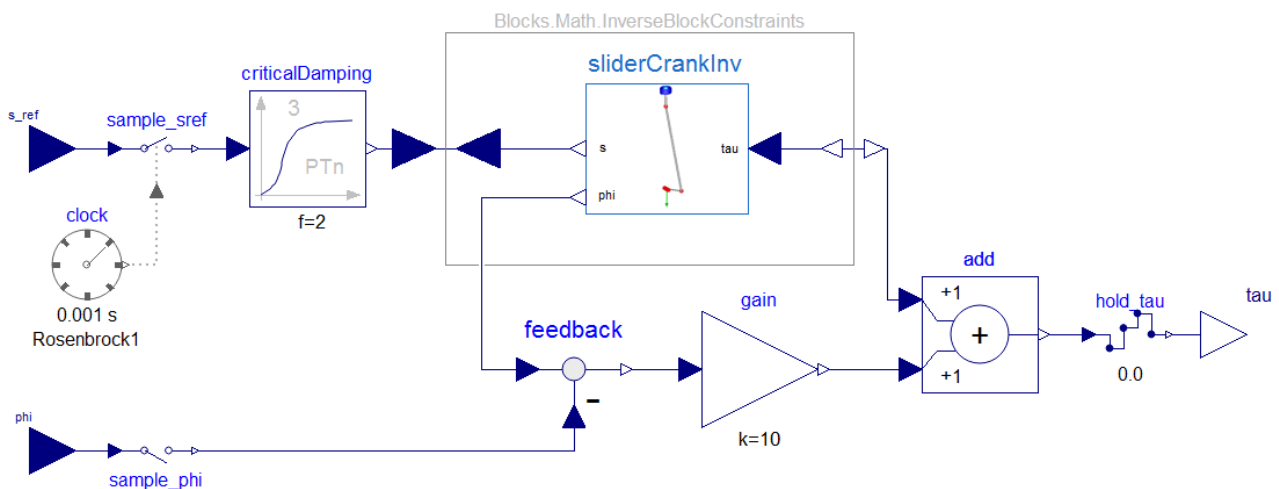 Blocks.Math.InverseBlockConstraints
sliderCrankInv
criticalDamping
s_ref
sample_sref
3
PTn
s
tau
phi
f=2
clock
0.001 s
Rosenbrock1
add
+1
+
+1
hold_tau
0.0
tau
gain
k=10
feedback
-
phi
sample_phi